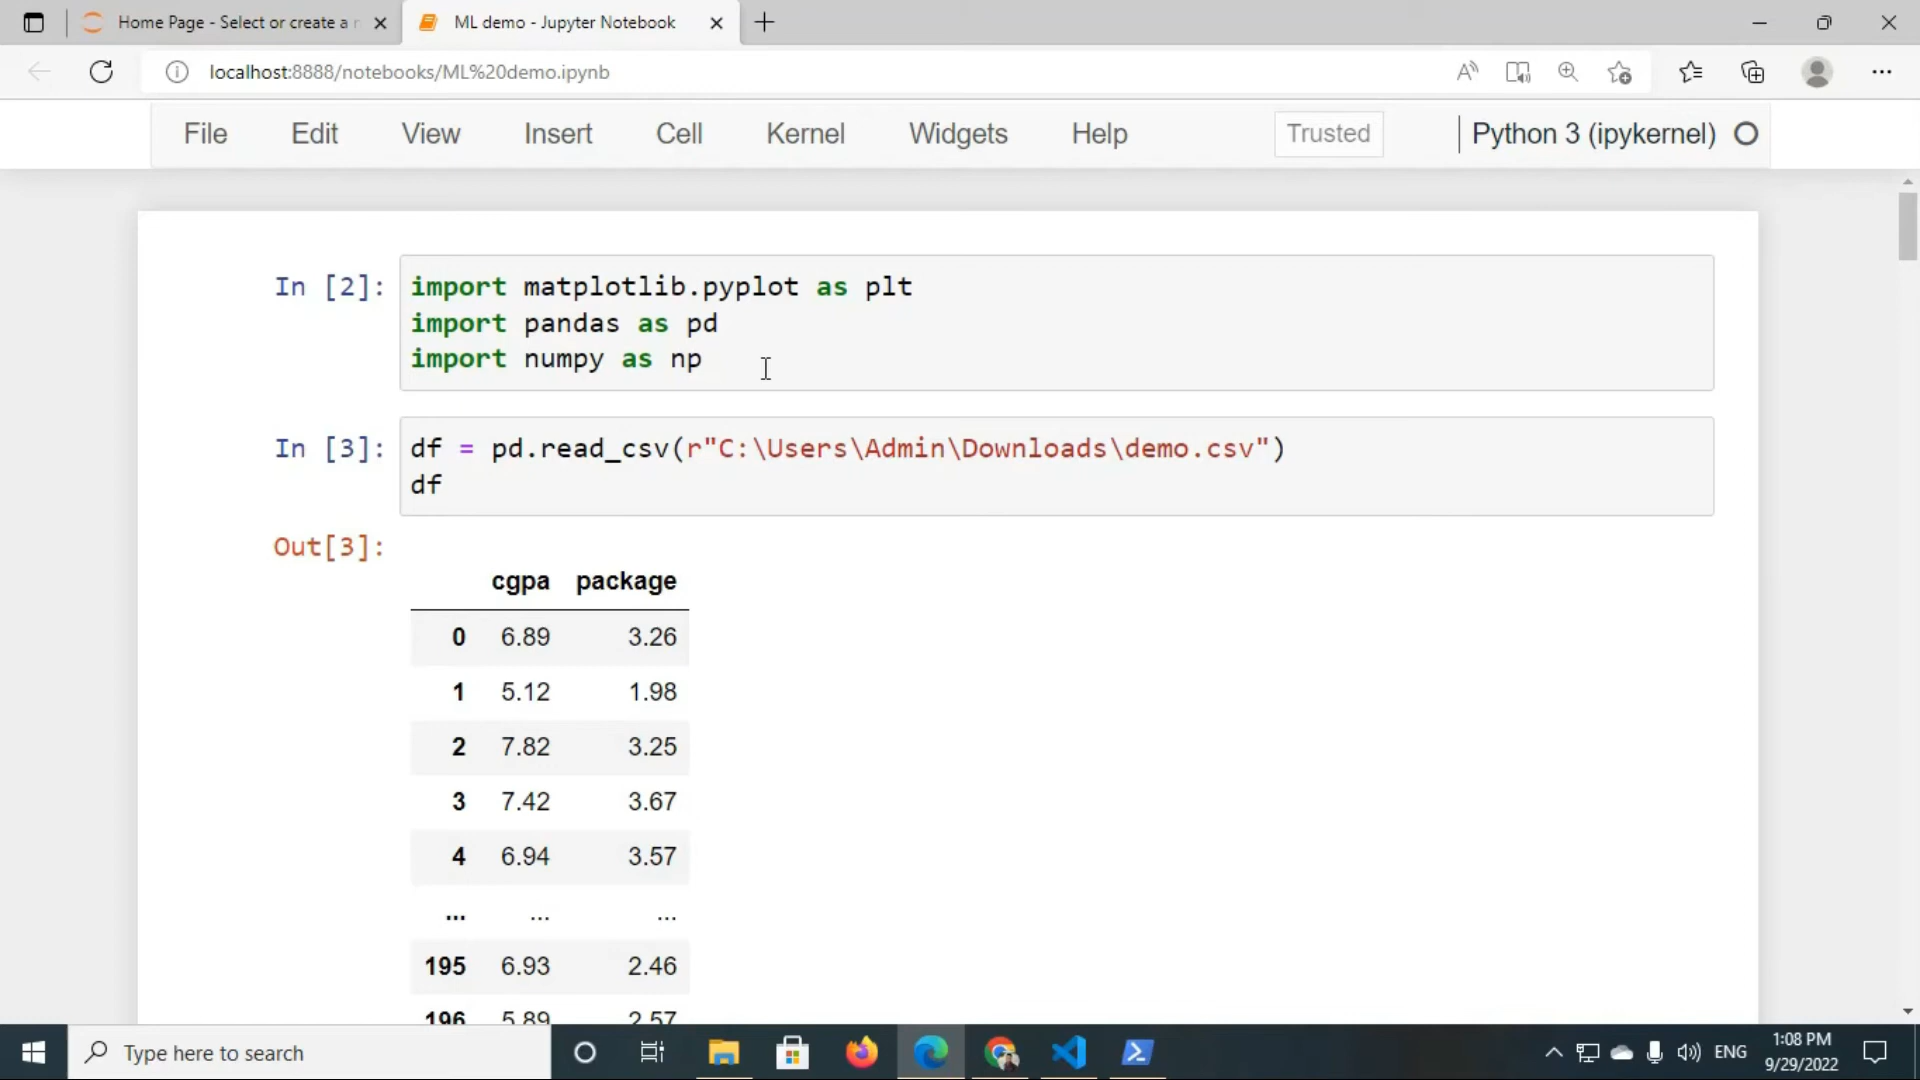 Home Page - Select or create a n
ML demo - Jupyter Notebook
localhost:8888/notebooks/ML%20demo.ipynb
File Edit View Insert Cell Kernel Widgets Help Trusted Python 3 (ipykernel)
In [2]:
import matplotlib.pyplot as plt
import pandas as pd
import numpy as np
In [3]:
df = pd.read_csv(r"C:\Users\Admin\Downloads\demo.csv")
df
Out[3]:
cgpa package
0 6.89 3.26
1 5.12 1.98
2 7.82 3.25
3 7.42 3.67
4 6.94 3.57
... ... ...
195 6.93 2.46
196 5.89 2.57
Type here to search
ENG
1:08 PM
9/29/2022